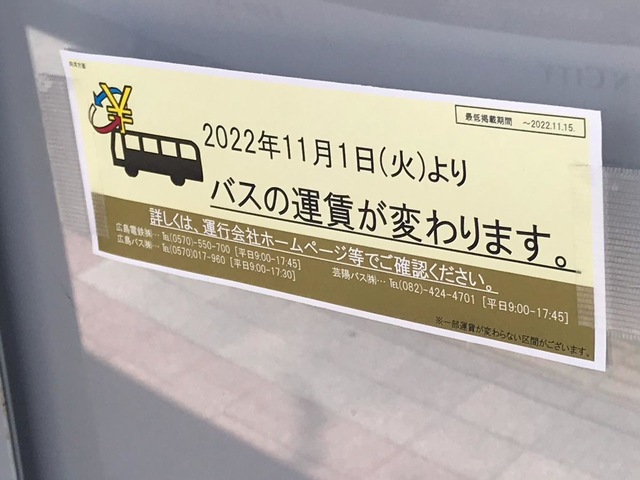 最低掲載期間 ～2022.11.15.
¥
2022年11月1日(火)より
バスの運賃が変わります。
詳しくは、運行会社ホームページ等でご確認ください。
広島電鉄㈱… ℡(0570)-550-700 [平日9:00-17:45]
広島バス㈱… ℡(0570)017-960 [平日9:00-17:30]
芸陽バス㈱… ℡(082)-424-4701 [平日9:00-17:45]
※一部運賃が変わらない区間がございます。